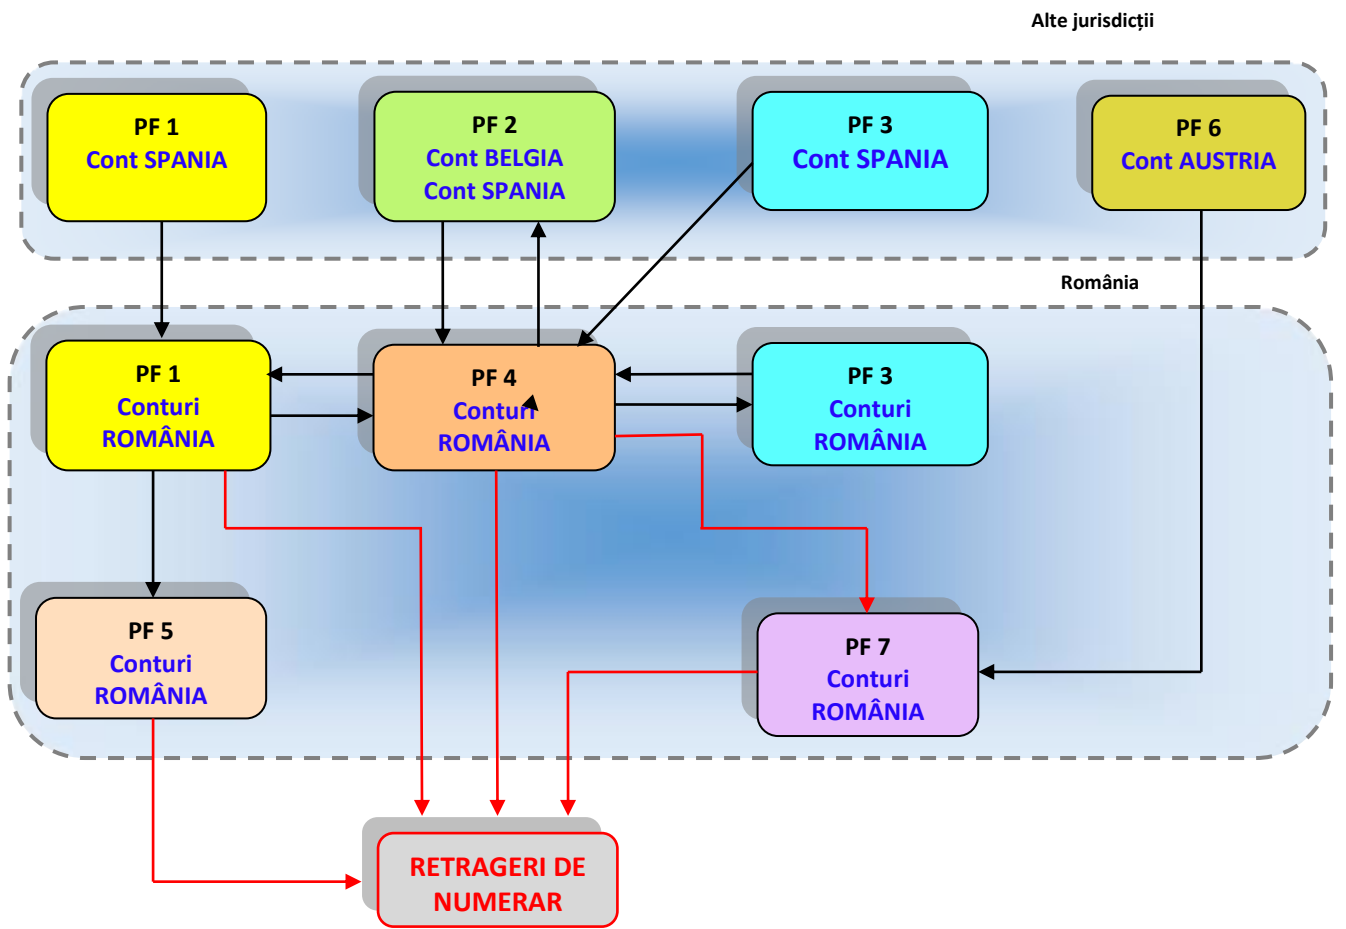 Alte jurisdicții
PF 1
Cont SPANIA
PF 2
Cont BELGIA
Cont SPANIA
PF 3
Cont SPANIA
PF 6
Cont AUSTRIA
România
PF 1
Conturi
ROMÂNIA
PF 4
Conturi
ROMÂNIA
PF 3
Conturi
ROMÂNIA
PF 5
Conturi
ROMÂNIA
PF 7
Conturi
ROMÂNIA
RETRAGERI DE
NUMERAR